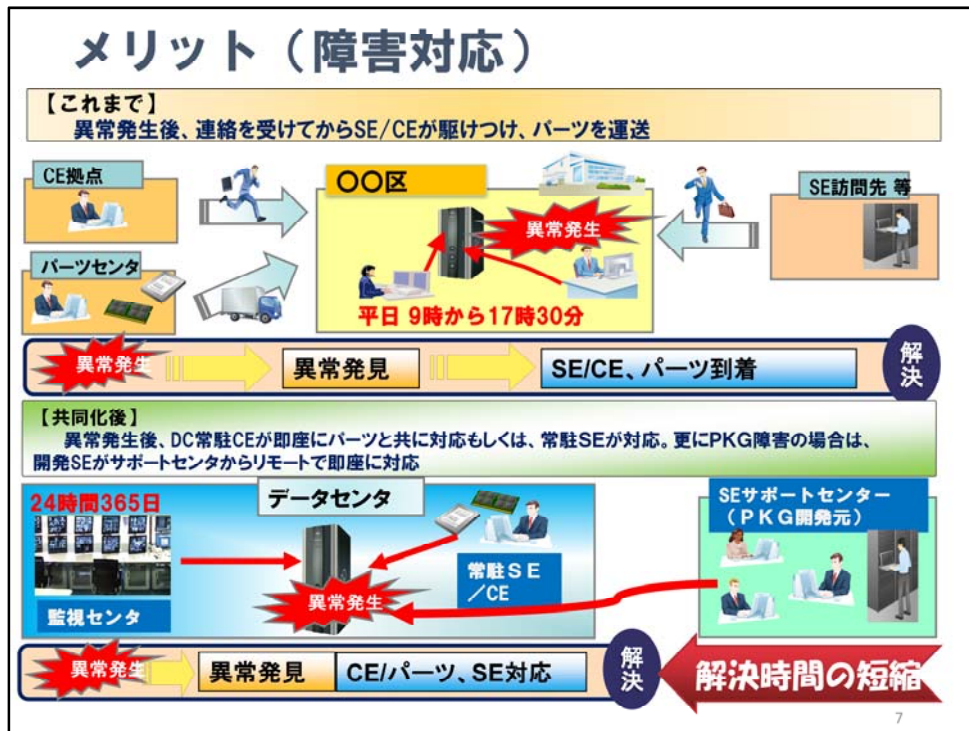 メリット（障害対応）
【これまで】
異常発生後、連絡を受けてからSE/CEが駆けつけ、パーツを運送
CE拠点
〇〇区
SE訪問先 等
異常発生
パーツセンタ
平日 9時から17時30分
異常発生
異常発見
SE/CE、パーツ到着
解決
【共同化後】
異常発生後、DC常駐CEが即座にパーツと共に対応もしくは、常駐SEが対応。更にPKG障害の場合は、
開発SEがサポートセンタからリモートで即座に対応
24時間365日
データセンタ
SEサポートセンター
（PKG開発元）
監視センタ
異常発生
常駐SE
／CE
異常発生
異常発見
CE/パーツ、SE対応
解決
解決時間の短縮
7